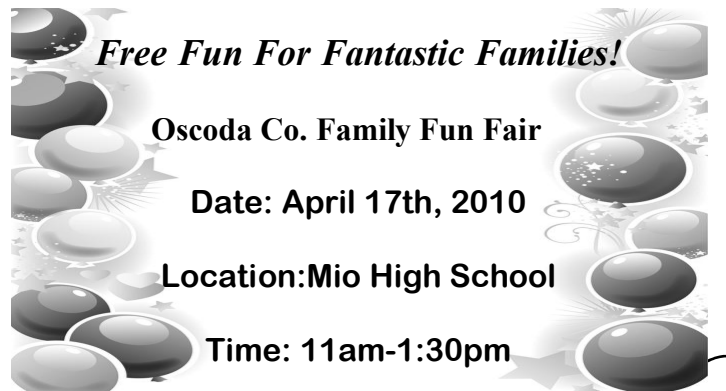 Free Fun For Fantastic Families!
Oscoda Co. Family Fun Fair
Date: April 17th, 2010
Location:Mio High School
Time: 11am-1:30pm